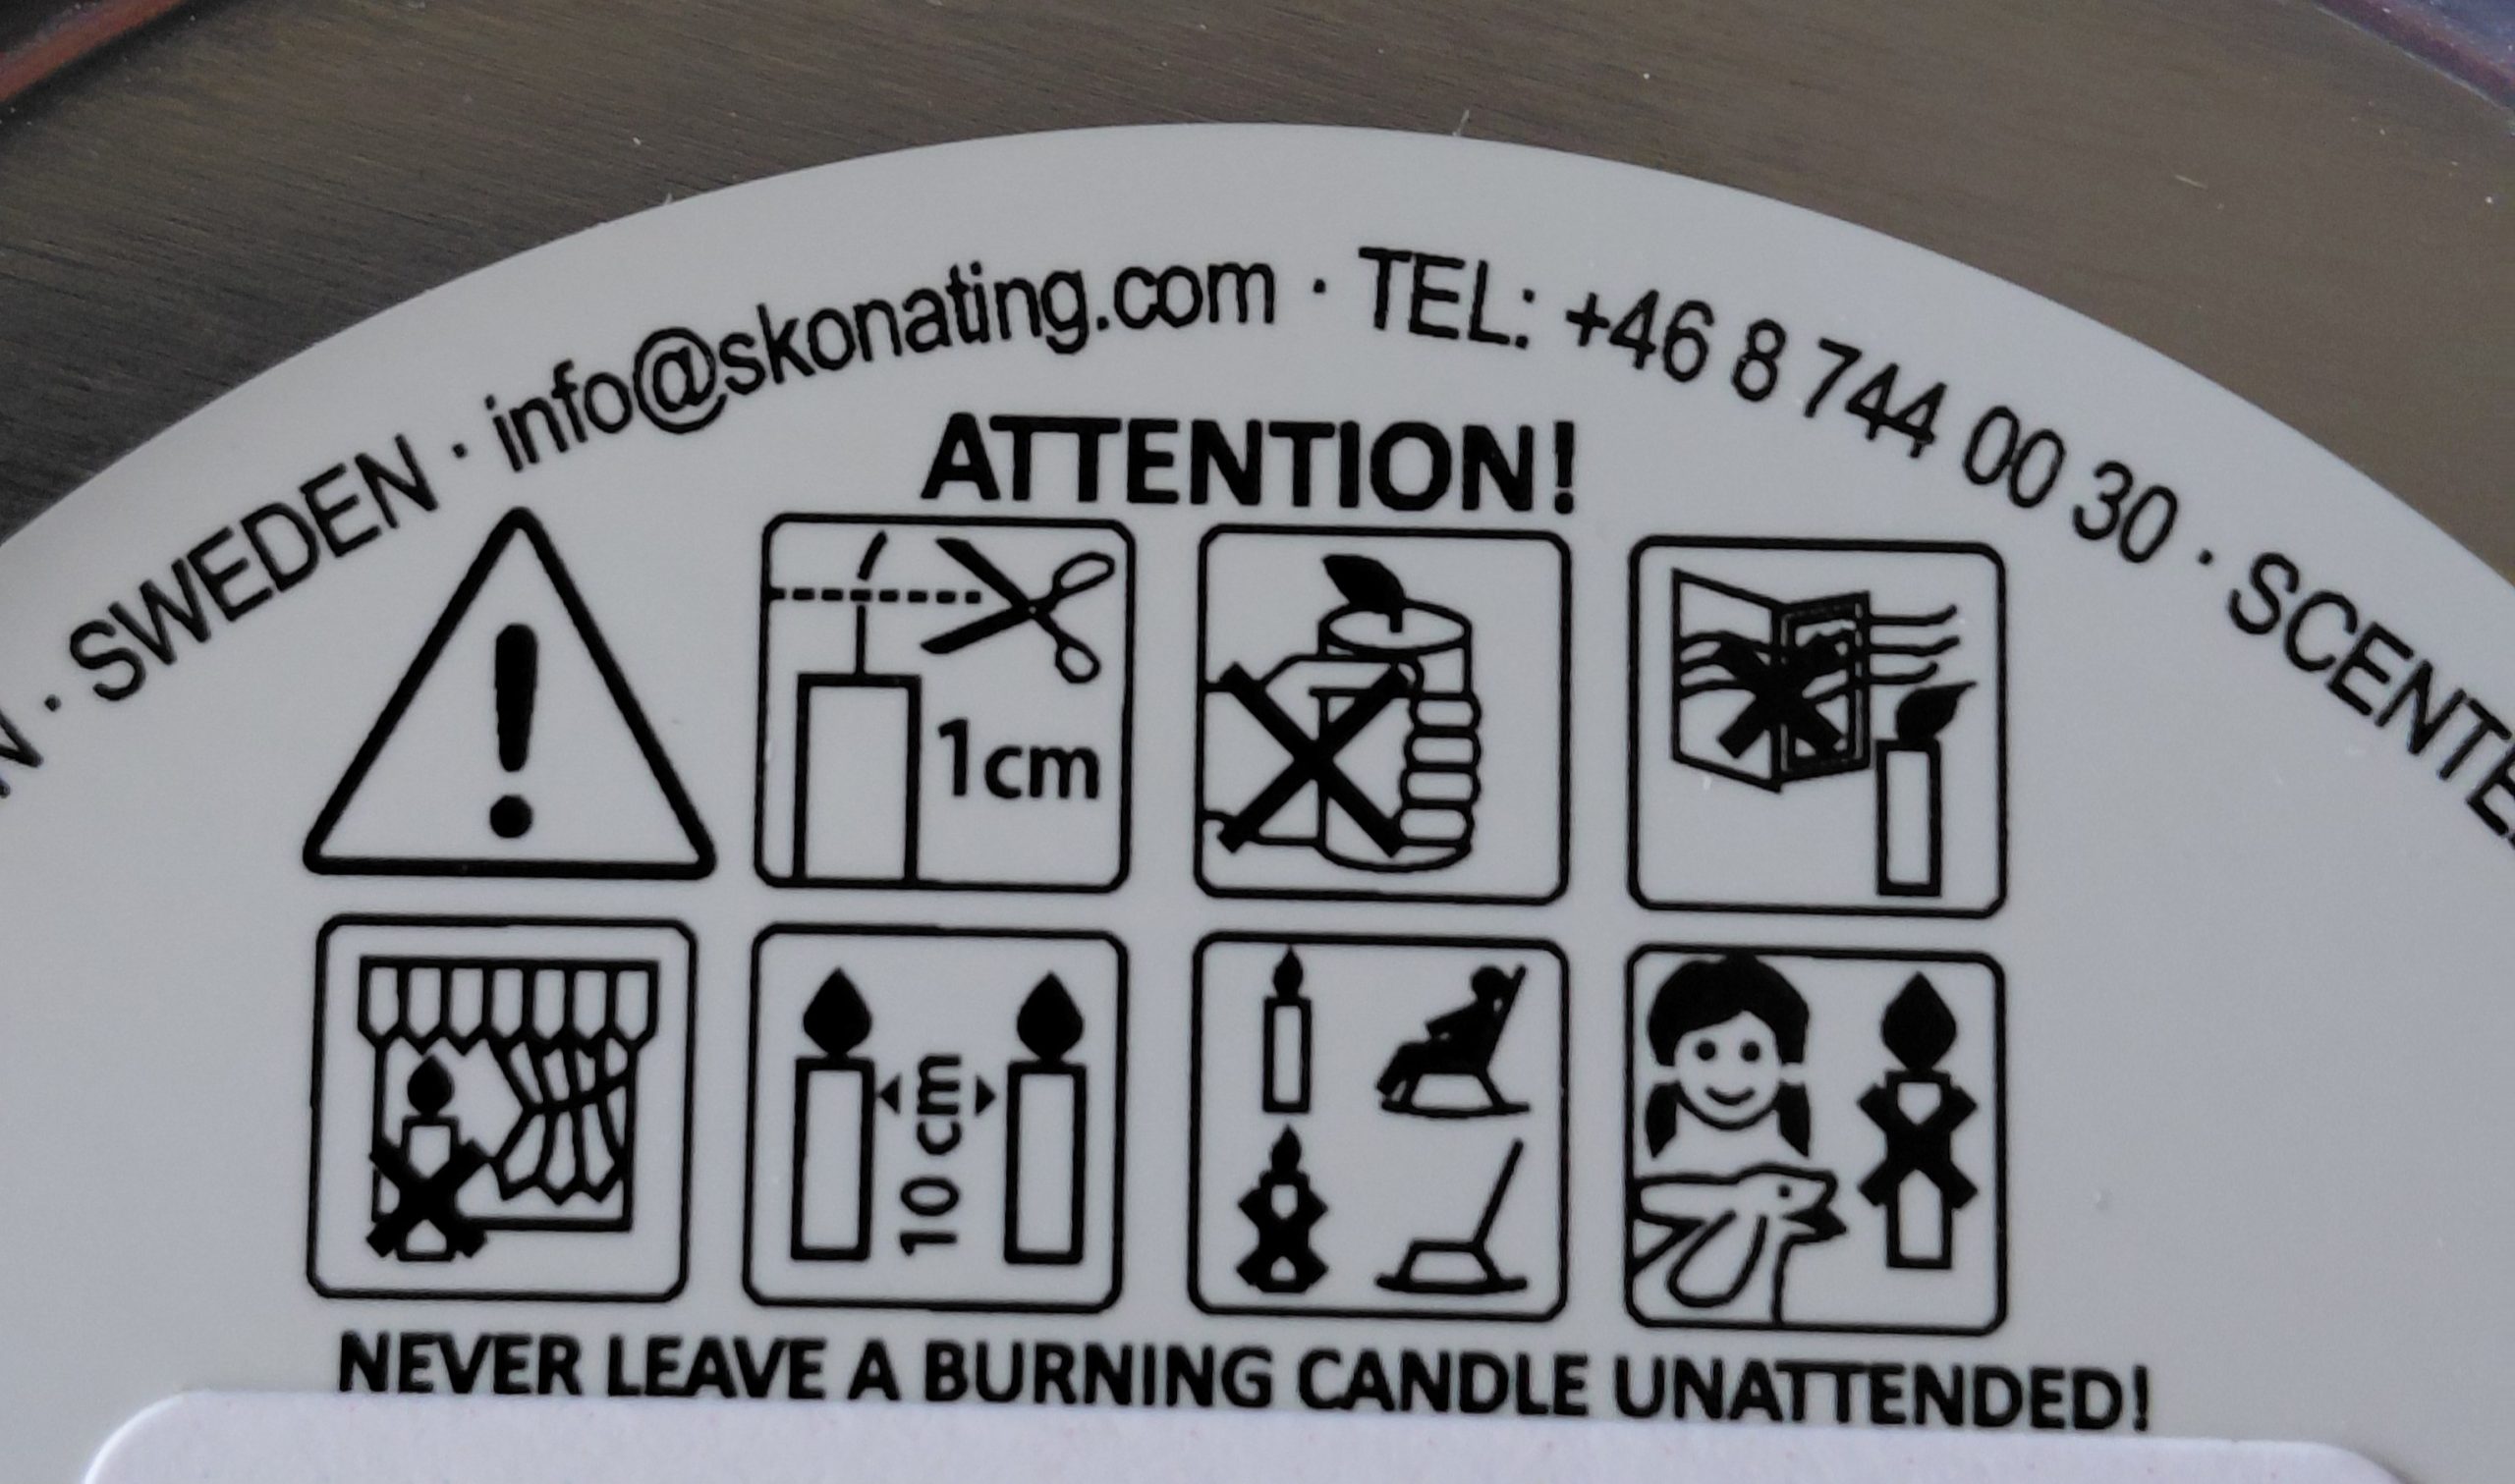 · SWEDEN · info@skonating.com · TEL: +46 8 744 00 30 ·
ATTENTION!
1cm
10 cm
NEVER LEAVE A BURNING CANDLE UNATTENDED!